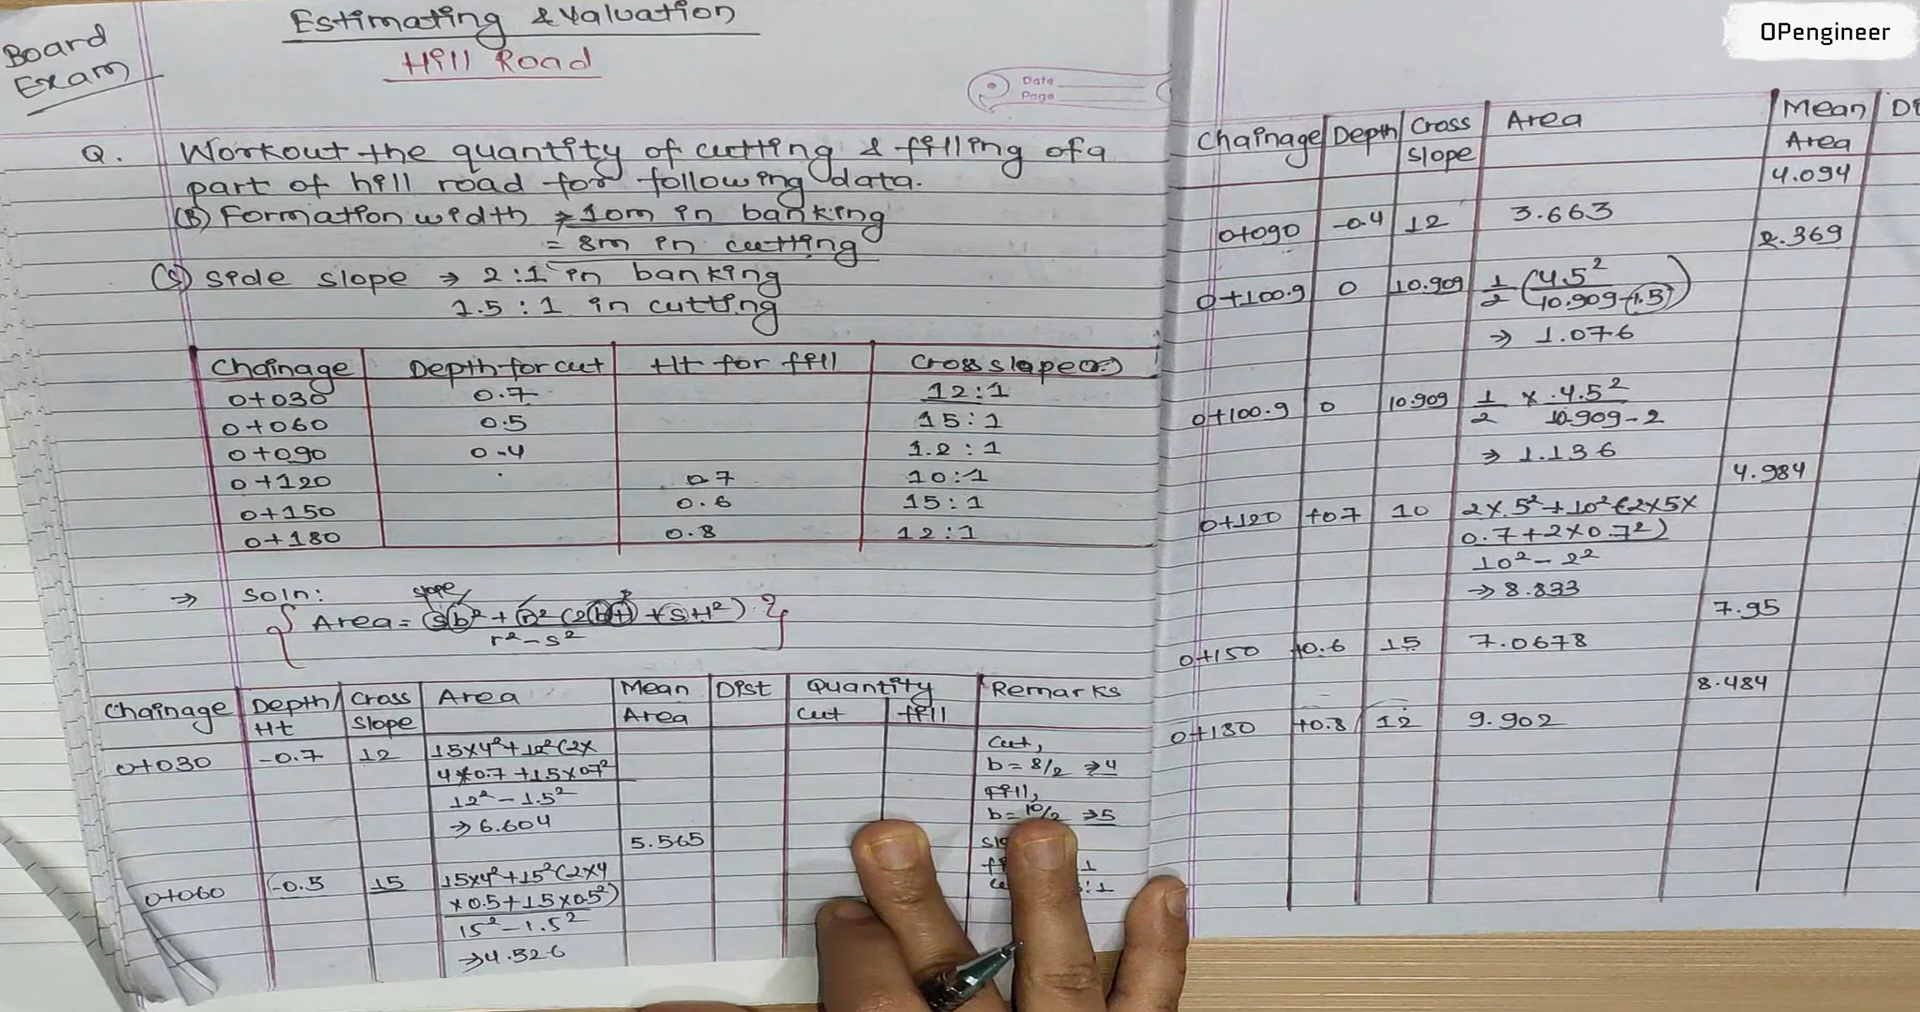 OPengineer
Board
Exam
Estimating & Valuation
Hill Road
Date
Page
Q. Workout the quantity of cutting & filling of a
part of hill road for following data.
(B) Formation width → 10m in banking
= 8m in cutting
(S) side slope → 2:1 in banking
1.5:1 in cutting
Chainage Depth for cut Ht for fill Cross slope(r)
0+030 0.7 12:1
0+060 0.5 15:1
0+090 0.4 12:1
0+120 0.7 10:1
0+150 0.6 15:1
0+180 0.8 12:1
→ Soln:
slope
Area = (sb² + r² (2bH + SH²)
r² - s²
Chainage Depth/ Cross Area Mean Dist Quantity Remarks
Ht Slope Area Cut fill
0+030 -0.7 12 1.5×4²+12²(2×
4×0.7+1.5×0.7²
12²-1.5²
→ 6.604
Cut,
b = 8/2 → 4
fill,
b = 10/2 → 5
5.565
0+060 -0.5 15 1.5×4²+15²(2×4
×0.5+1.5×0.5²)
15²-1.5²
→ 4.526
Chainage Depth Cross Area Mean
Slope Area
4.094
0+090 -0.4 12 3.663
2.369
0+100.9 0 10.909 1/2 (4.5²
10.909-1.5)
→ 1.076
0+100.9 0 10.909 1/2 × 4.5²
10.909-2
→ 1.136
4.984
0+120 +0.7 10 2×5²+10²(2×5×
0.7+2×0.7²)
10²-2²
→ 8.833
7.95
0+150 +0.6 15 7.0678
8.484
0+180 +0.8 12 9.902